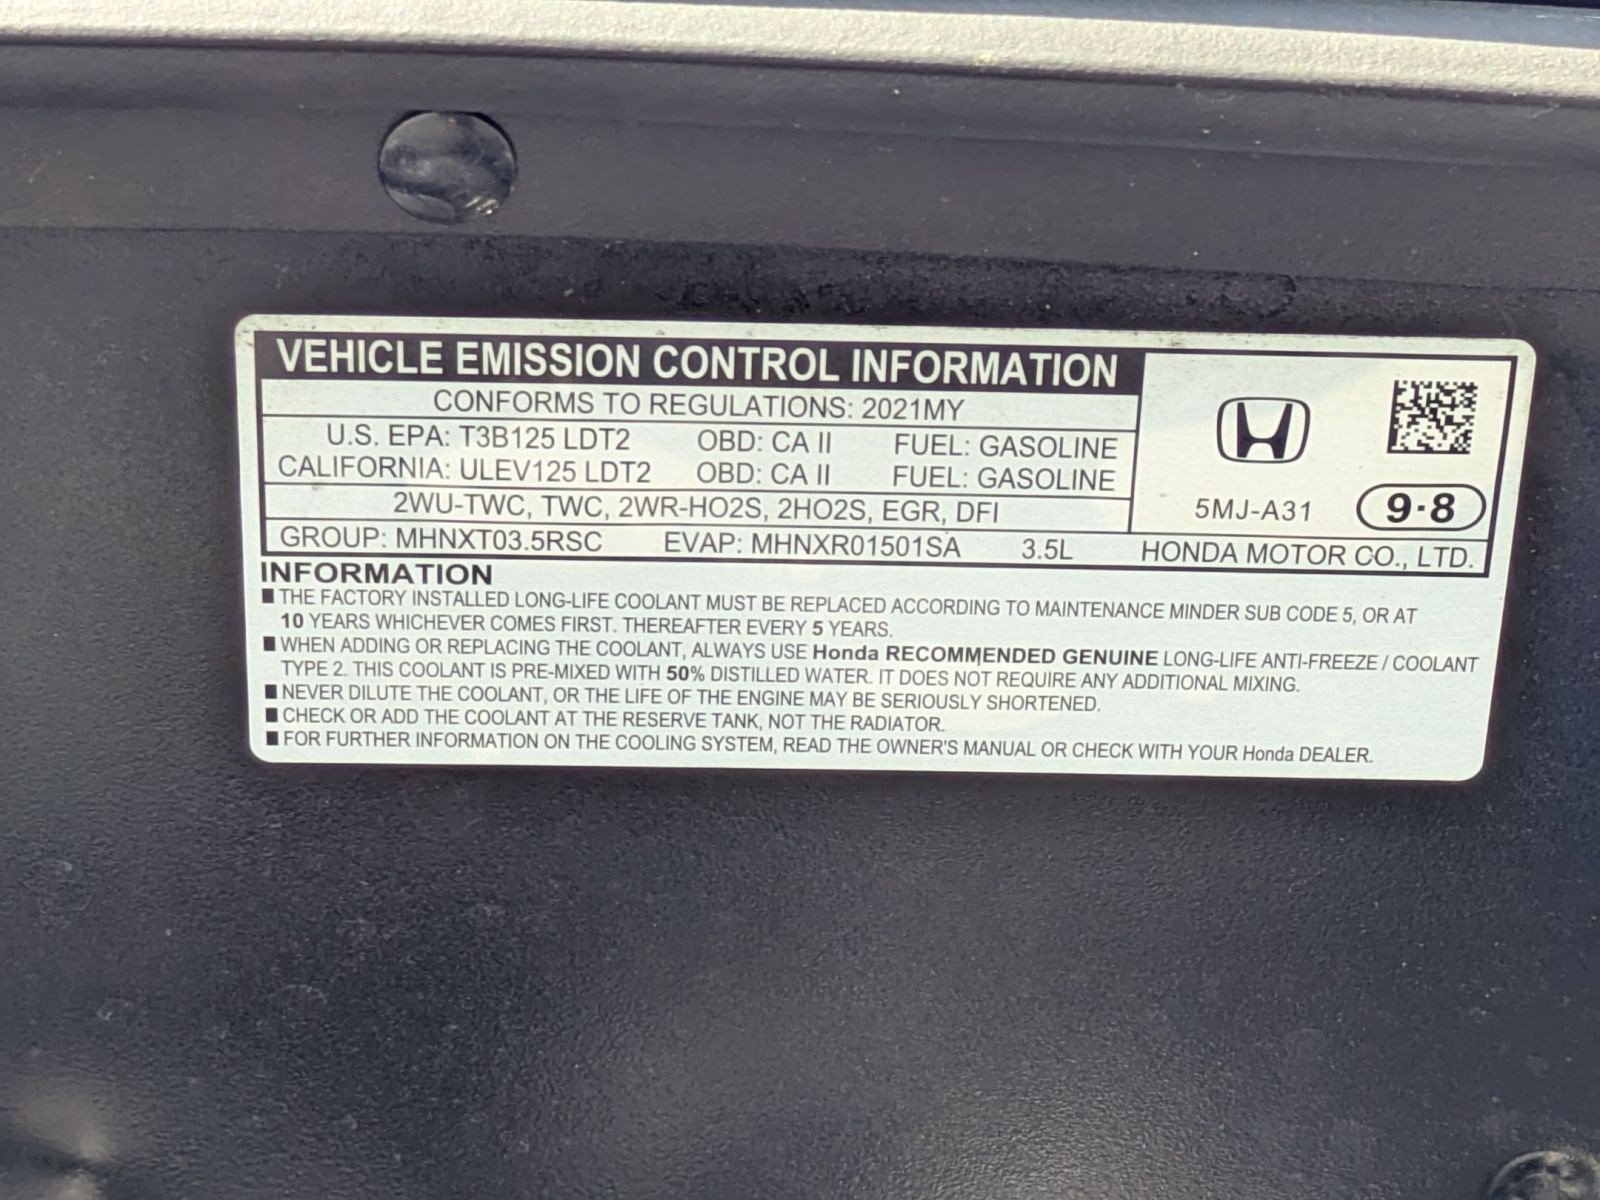 VEHICLE EMISSION CONTROL INFORMATION
CONFORMS TO REGULATIONS: 2021MY
U.S. EPA: T3B125 LDT2 OBD: CA II FUEL: GASOLINE
CALIFORNIA: ULEV125 LDT2 OBD: CA II FUEL: GASOLINE
2WU-TWC, TWC, 2WR-HO2S, 2HO2S, EGR, DFI
5MJ-A31 9·8
GROUP: MHNXT03.5RSC EVAP: MHNXR01501SA 3.5L HONDA MOTOR CO., LTD.
INFORMATION
■ THE FACTORY INSTALLED LONG-LIFE COOLANT MUST BE REPLACED ACCORDING TO MAINTENANCE MINDER SUB CODE 5, OR AT
10 YEARS WHICHEVER COMES FIRST. THEREAFTER EVERY 5 YEARS.
■ WHEN ADDING OR REPLACING THE COOLANT, ALWAYS USE Honda RECOMMENDED GENUINE LONG-LIFE ANTI-FREEZE / COOLANT
TYPE 2. THIS COOLANT IS PRE-MIXED WITH 50% DISTILLED WATER. IT DOES NOT REQUIRE ANY ADDITIONAL MIXING.
■ NEVER DILUTE THE COOLANT, OR THE LIFE OF THE ENGINE MAY BE SERIOUSLY SHORTENED.
■ CHECK OR ADD THE COOLANT AT THE RESERVE TANK, NOT THE RADIATOR.
■ FOR FURTHER INFORMATION ON THE COOLING SYSTEM, READ THE OWNER'S MANUAL OR CHECK WITH YOUR Honda DEALER.